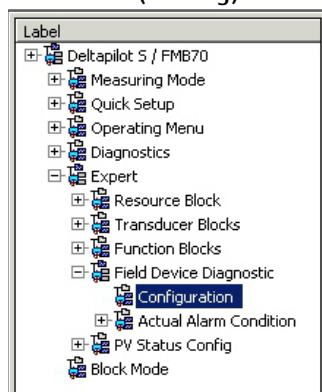 Label
Deltapilot S / FMB70
Measuring Mode
Quick Setup
Operating Menu
Diagnostics
Expert
Resource Block
Transducer Blocks
Function Blocks
Field Device Diagnostic
Configuration
Actual Alarm Condition
PV Status Config
Block Mode